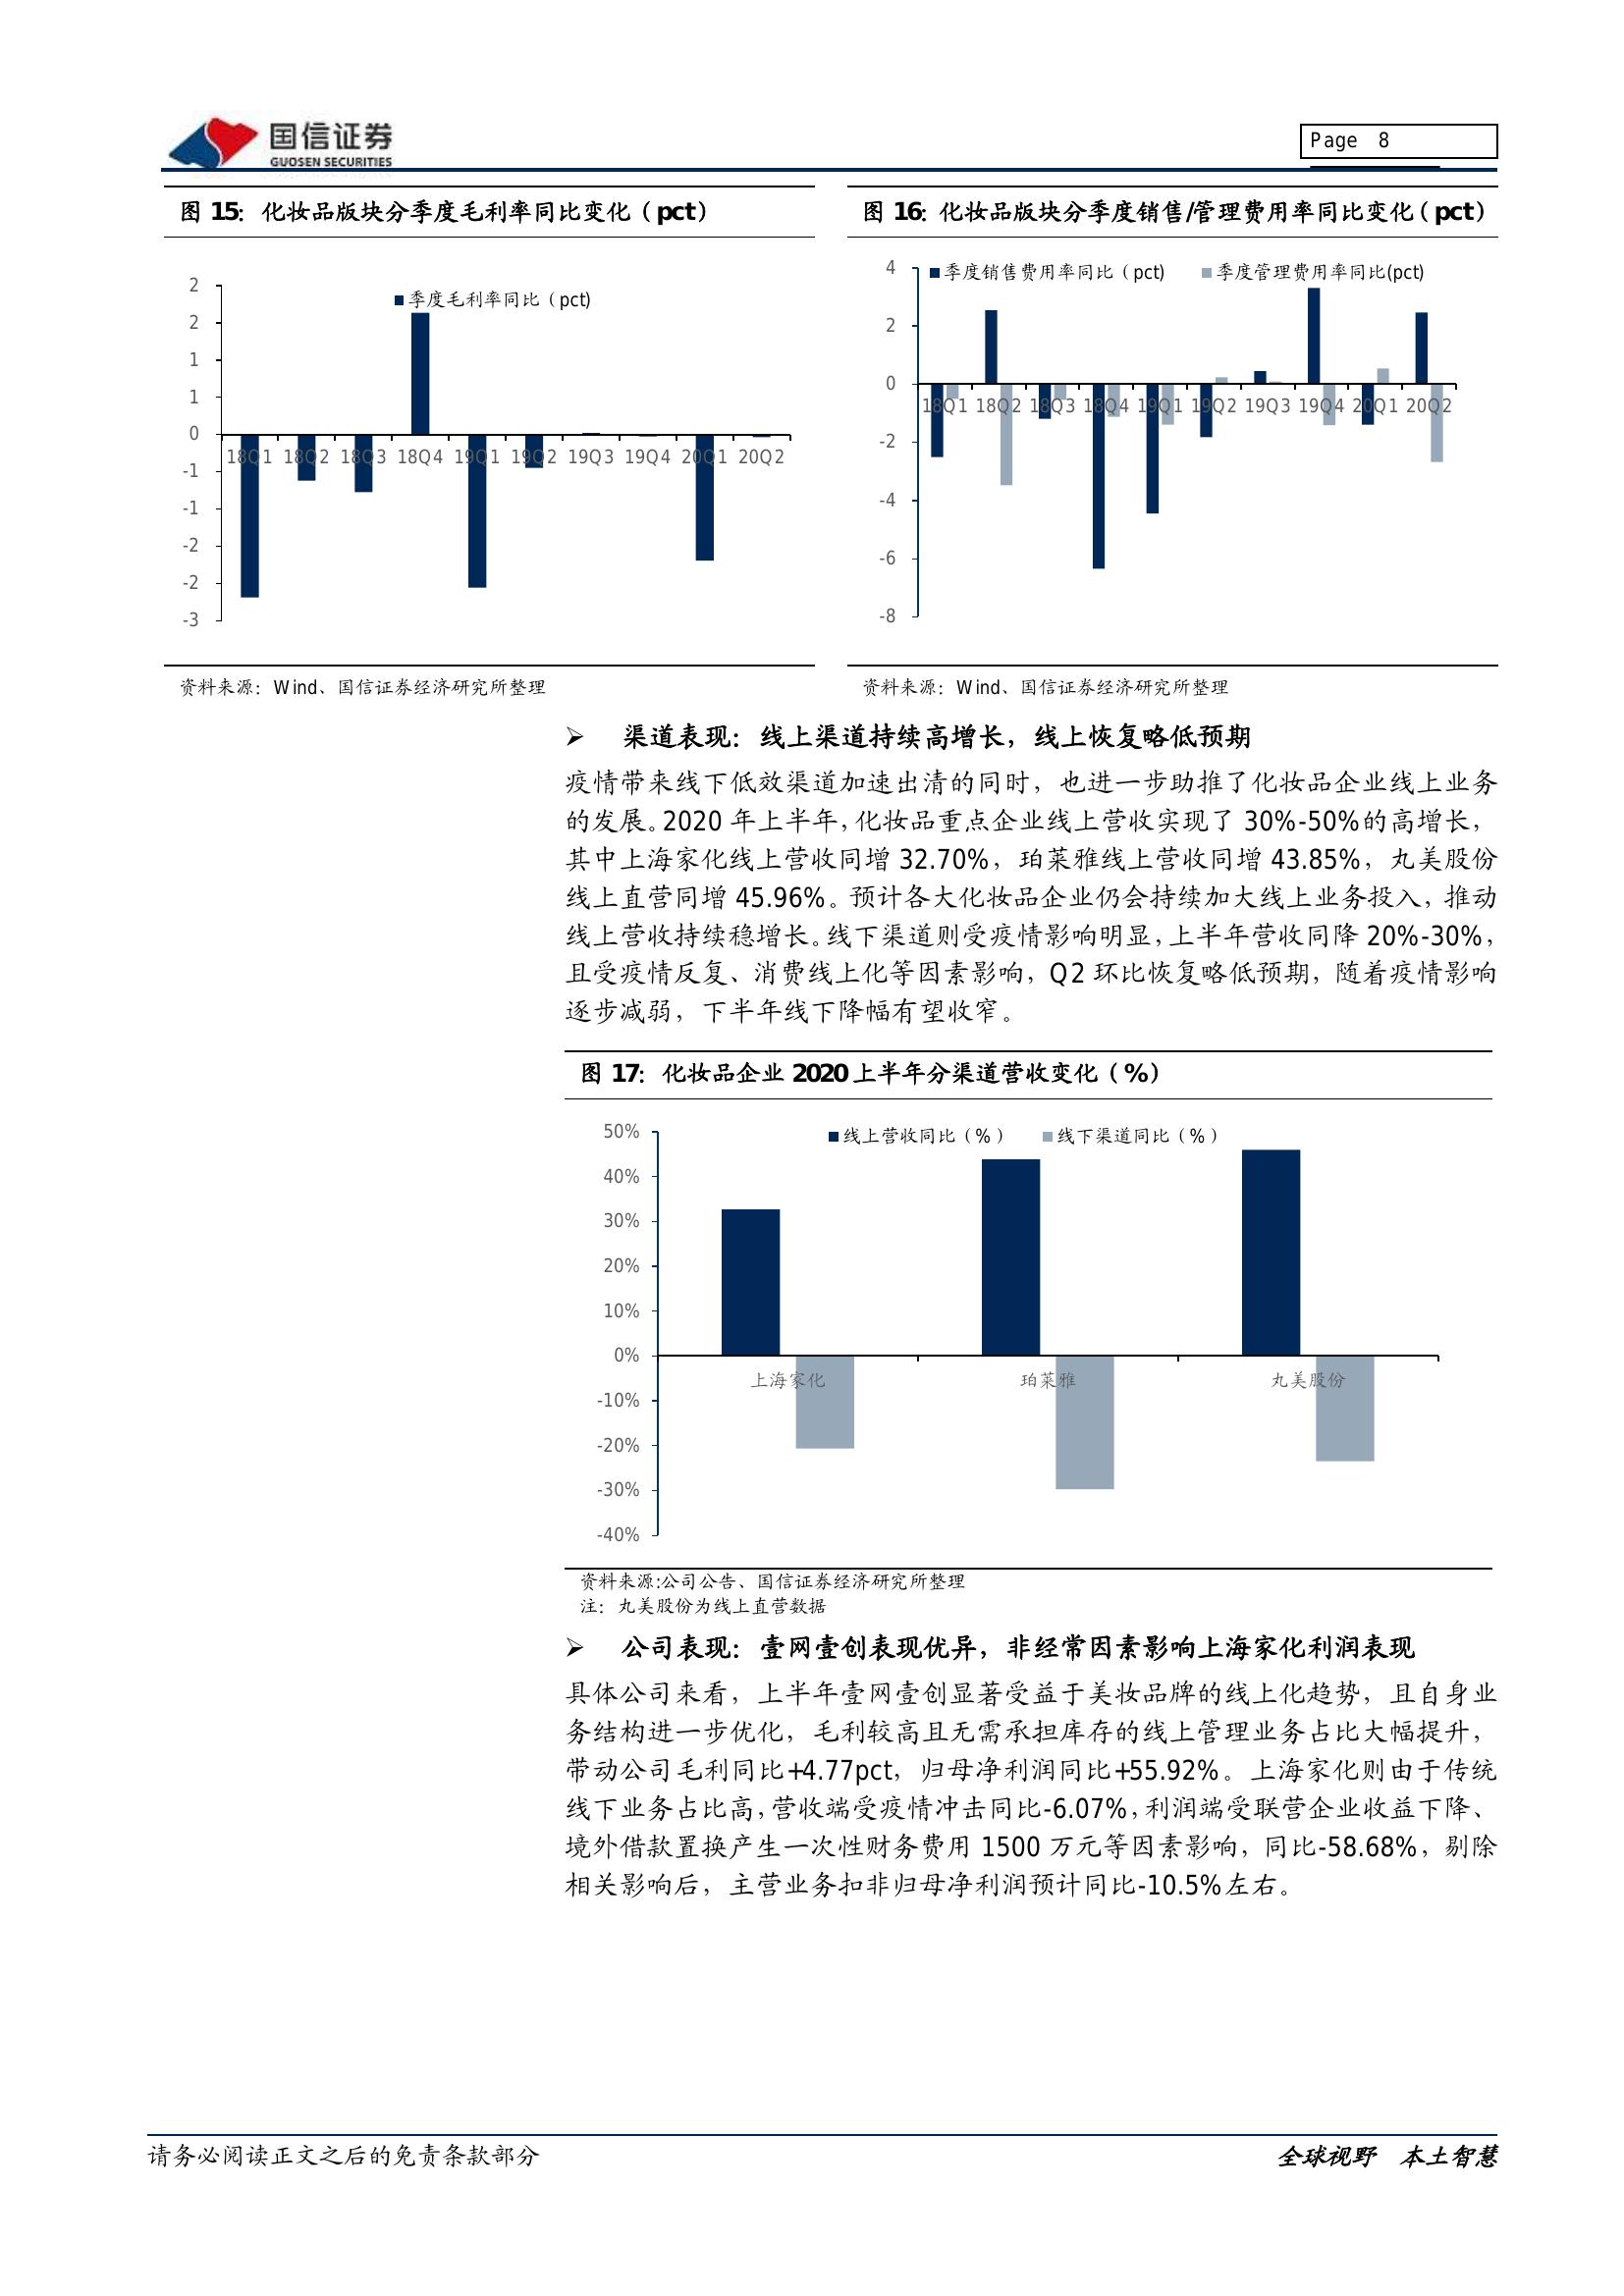 国信证券
GUOSEN SECURITIES
Page 8
图 15：化妆品版块分季度毛利率同比变化（pct）
季度毛利率同比（pct)
2
2
1
1
0
-1
-1
-2
-2
-3
18Q1 18Q2 18Q3 18Q4 19Q1 19Q2 19Q3 19Q4 20Q1 20Q2
资料来源：Wind、国信证券经济研究所整理
图 16：化妆品版块分季度销售/管理费用率同比变化（pct）
季度销售费用率同比（pct) 季度管理费用率同比(pct)
4
2
0
-2
-4
-6
-8
18Q1 18Q2 18Q3 18Q4 19Q1 19Q2 19Q3 19Q4 20Q1 20Q2
资料来源：Wind、国信证券经济研究所整理
➢ 渠道表现：线上渠道持续高增长，线上恢复略低预期
疫情带来线下低效渠道加速出清的同时，也进一步助推了化妆品企业线上业务
的发展。2020 年上半年，化妆品重点企业线上营收实现了 30%-50%的高增长，
其中上海家化线上营收同增 32.70%，珀莱雅线上营收同增 43.85%，丸美股份
线上直营同增 45.96%。预计各大化妆品企业仍会持续加大线上业务投入，推动
线上营收持续稳增长。线下渠道则受疫情影响明显，上半年营收同降 20%-30%，
且受疫情反复、消费线上化等因素影响，Q2 环比恢复略低预期，随着疫情影响
逐步减弱，下半年线下降幅有望收窄。
图 17：化妆品企业 2020 上半年分渠道营收变化（%）
线上营收同比（%） 线下渠道同比（%）
50%
40%
30%
20%
10%
0%
-10%
-20%
-30%
-40%
上海家化 珀莱雅 丸美股份
资料来源:公司公告、国信证券经济研究所整理
注：丸美股份为线上直营数据
➢ 公司表现：壹网壹创表现优异，非经常因素影响上海家化利润表现
具体公司来看，上半年壹网壹创显著受益于美妆品牌的线上化趋势，且自身业
务结构进一步优化，毛利较高且无需承担库存的线上管理业务占比大幅提升，
带动公司毛利同比+4.77pct，归母净利润同比+55.92%。上海家化则由于传统
线下业务占比高，营收端受疫情冲击同比-6.07%，利润端受联营企业收益下降、
境外借款置换产生一次性财务费用 1500 万元等因素影响，同比-58.68%，剔除
相关影响后，主营业务扣非归母净利润预计同比-10.5%左右。
请务必阅读正文之后的免责条款部分
全球视野 本土智慧